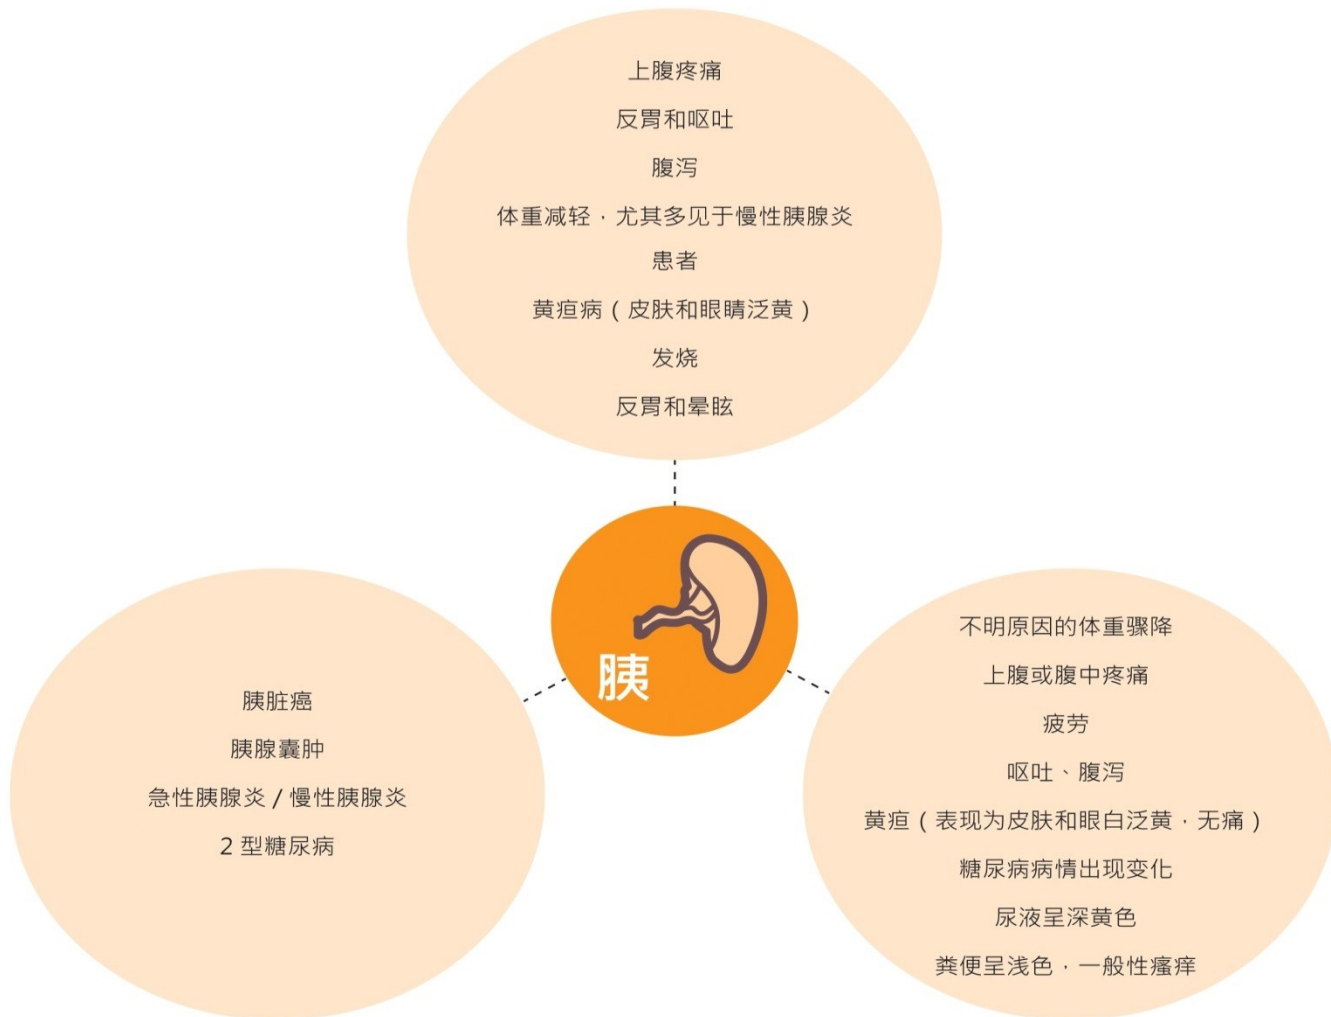 上腹疼痛
反胃和呕吐
腹泻
体重减轻，尤其多见于慢性胰腺炎
患者
黄疸病（皮肤和眼睛泛黄）
发烧
反胃和晕眩
胰
胰脏癌
胰腺囊肿
急性胰腺炎 / 慢性胰腺炎
2 型糖尿病
不明原因的体重骤降
上腹或腹中疼痛
疲劳
呕吐、腹泻
黄疸（表现为皮肤和眼白泛黄，无痛）
糖尿病病情出现变化
尿液呈深黄色
粪便呈浅色，一般性瘙痒